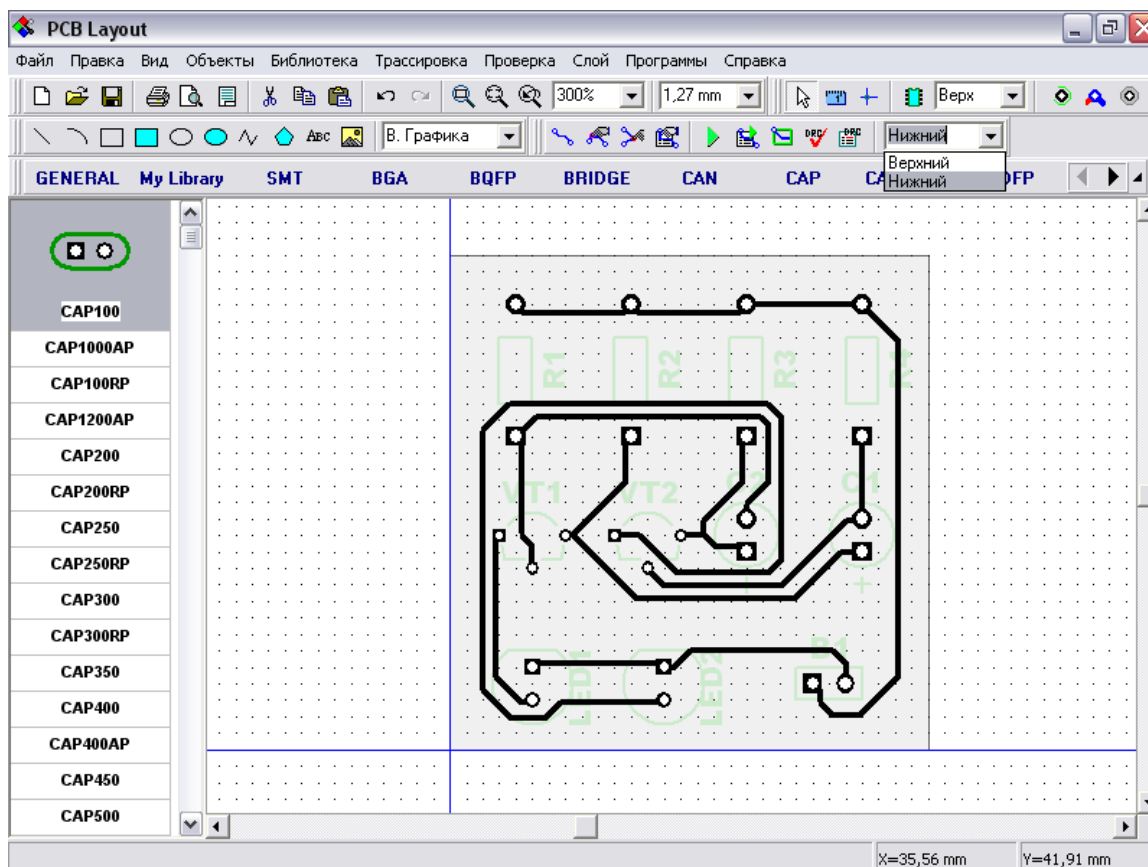 PCB Layout
Файл Правка Вид Объекты Библиотека Трассировка Проверка Слой Программы Справка
300% 1,27 mm Верх
ABC В. Графика DRC DRC Нижний
Верхний
Нижний
GENERAL My Library SMT BGA BQFP BRIDGE CAN CAP
CAP100
CAP1000AP
CAP100RP
CAP1200AP
CAP200
CAP200RP
CAP250
CAP250RP
CAP300
CAP300RP
CAP350
CAP400
CAP400AP
CAP450
CAP500
R1 R2 R3 R4
VT1 VT2 C2 C1
+ +
LED1 LED2
X=35,56 mm Y=41,91 mm